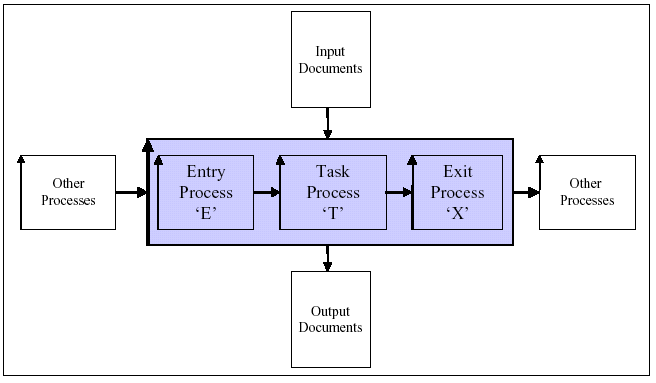 Input
Documents
Other
Processes
Entry
Process
‘E’
Task
Process
‘T’
Exit
Process
‘X’
Other
Processes
Output
Documents